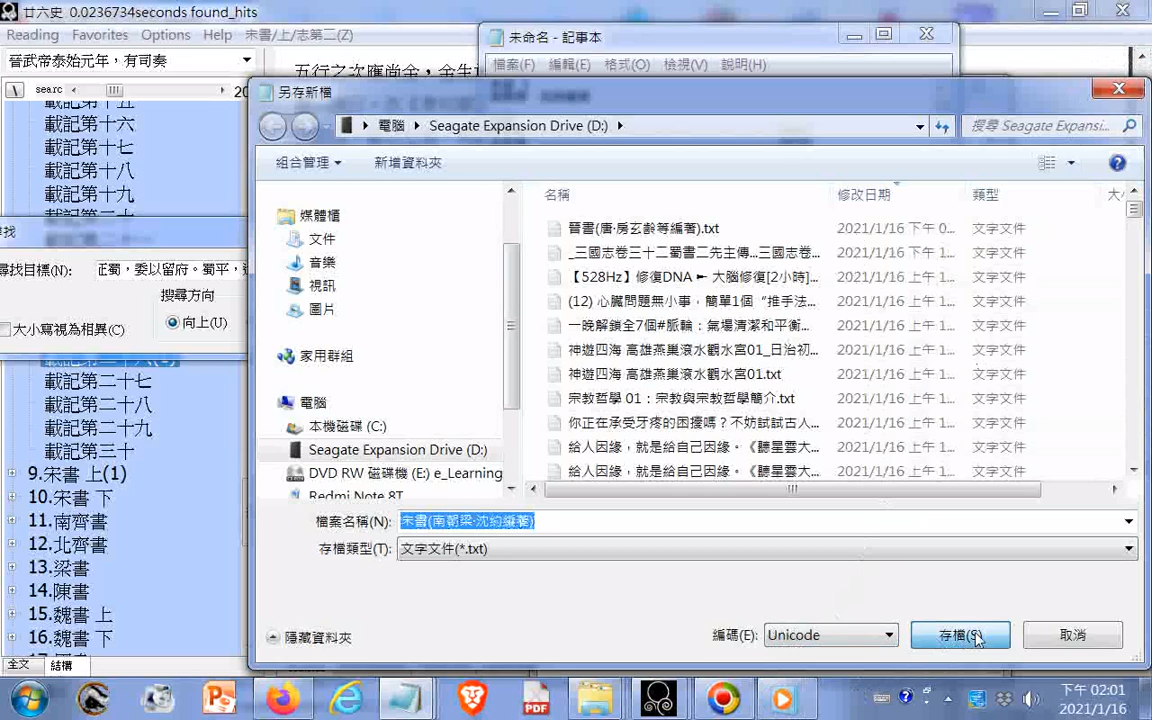 廿六史 0.0236734seconds found_hits
Reading Favorites Options Help 宋書/上/志第二(Z)
晉武帝泰始元年，有司奏
五行之次應尚金，金生
searc
載記第十五
載記第十六
載記第十七
載記第十八
載記第十九
尋找目標(N): 正蜀，委以留府。蜀平，
搜尋方向
大小寫視為相異(C)
向上(U)
載記第二十七
載記第二十八
載記第二十九
載記第三十
9.宋書 上(1)
10.宋書 下
11.南齊書
12.北齊書
13.梁書
14.陳書
15.魏書 上
16.魏書 下
全文 結構
未命名 - 記事本
檔案(F) 編輯(E) 格式(O) 檢視(V) 說明(H)
另存新檔
電腦 Seagate Expansion Drive (D:)
搜尋 Seagate Expansi...
組合管理 新增資料夾
媒體櫃
文件
音樂
視訊
圖片
家用群組
電腦
本機磁碟 (C:)
Seagate Expansion Drive (D:)
DVD RW 磁碟機 (E:) e_Learning
Redmi Note 8T
名稱 修改日期 類型 大
晉書(唐·房玄齡等編著).txt 2021/1/16 下午 0... 文字文件
_三國志卷三十二蜀書二先主傳...三國志卷... 2021/1/16 上午 1... 文字文件
【528Hz】修復DNA ► 大腦修復[2小時]... 2021/1/16 上午 1... 文字文件
(12) 心臟問題無小事，簡單1個“推手法... 2021/1/16 上午 1... 文字文件
一晚解鎖全7個#脈輪：氣場清潔和平衡... 2021/1/16 上午 1... 文字文件
神遊四海 高雄燕巢滾水觀水宮01_日治初... 2021/1/16 上午 1... 文字文件
神遊四海 高雄燕巢滾水觀水宮01.txt 2021/1/16 上午 1... 文字文件
宗教哲學 01：宗教與宗教哲學簡介.txt 2021/1/16 上午 1... 文字文件
你正在承受牙疼的困擾嗎？不妨試試古人... 2021/1/16 上午 1... 文字文件
給人因緣，就是給自己因緣。《聽星雲大... 2021/1/16 上午 1... 文字文件
給人因緣，就是給自己因緣。《聽星雲大... 2021/1/16 上午 1... 文字文件
檔案名稱(N): 宋書(南朝梁·沈約編著)
存檔類型(T): 文字文件(*.txt)
隱藏資料夾
編碼(E): Unicode
存檔(S) 取消
PDF
下午 02:01
2021/1/16